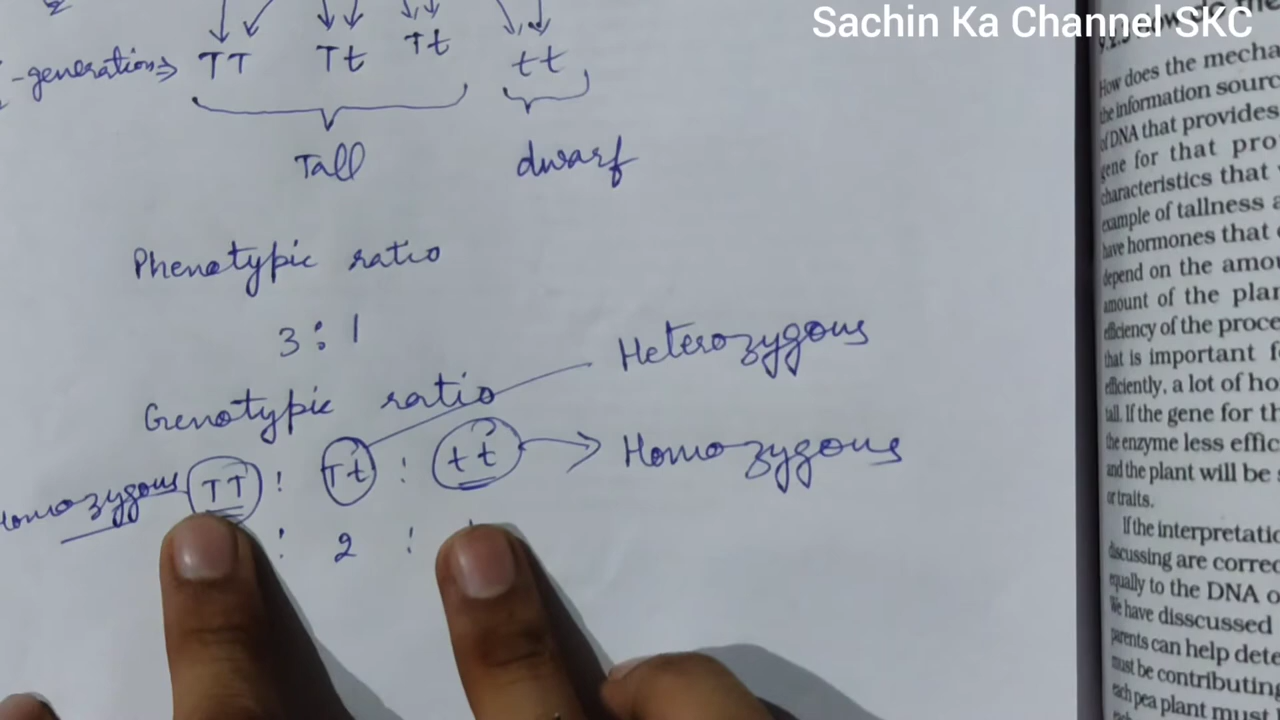 Sachin Ka Channel SKC
-generation⇒ TT Tt Tt tt
Tall dwarf
Phenotypic ratio
3 : 1
Genotypic ratio
Heterozygous
Homozygous TT : Tt : tt → Homozygous
: 2 :
How does the mecha
the information sourc
of DNA that provides
gene for that pro
characteristics that
example of tallness a
have hormones that
depend on the amou
amount of the plan
efficiency of the proce
that is important f
efficiently, a lot of ho
tall. If the gene for th
the enzyme less effic
and the plant will be
or traits.
If the interpretatio
discussing are correc
equally to the DNA o
We have disscussed
parents can help dete
must be contributing
each pea plant must